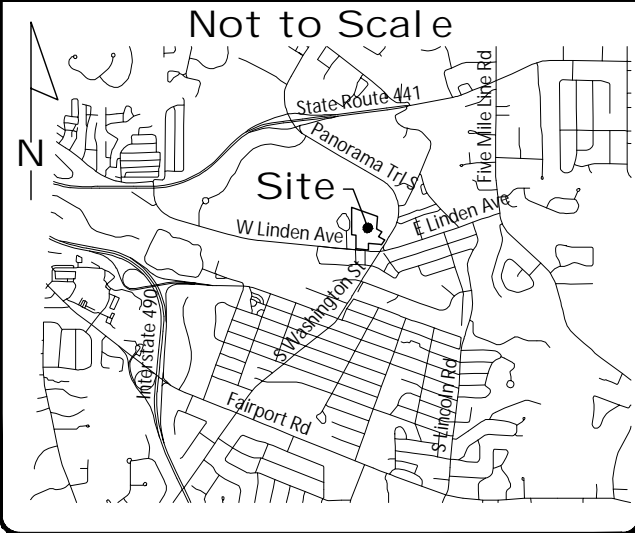 Not to Scale
State Route 441
Five Mile Line Rd
Panorama Trl S
N
Site
E Linden Ave
W Linden Ave
S Washington St
Interstate 490
S Lincoln Rd
Fairport Rd